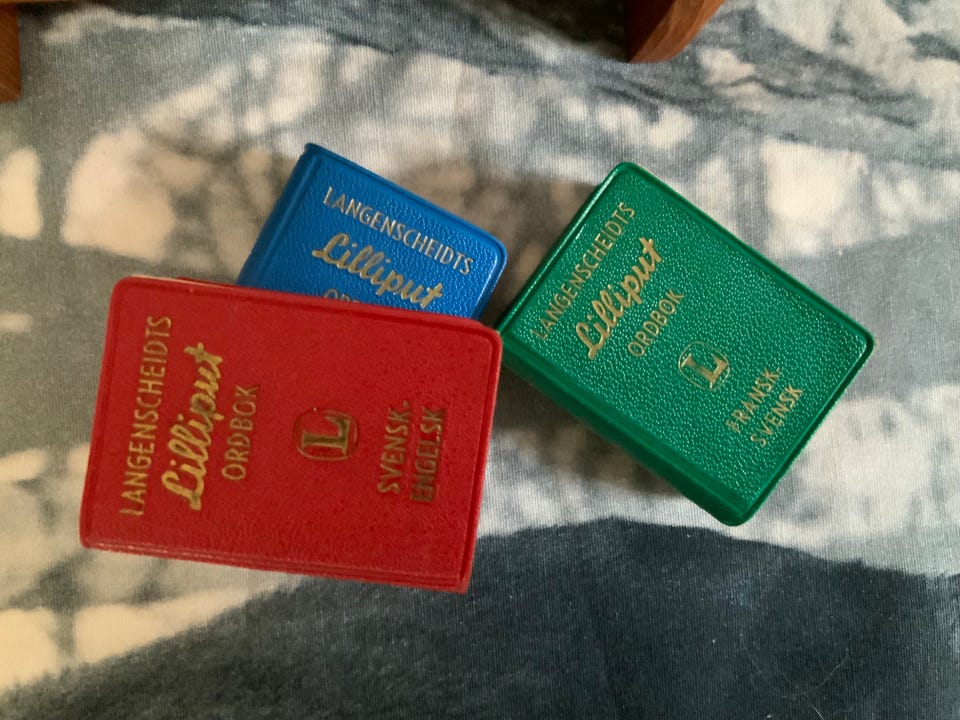 LANGENSCHEIDTS
Lilliput
LANGENSCHEIDTS
Lilliput
ORDBOK
L
SVENSK-
ENGELSK
LANGENSCHEIDTS
Lilliput
ORDBOK
L
FRANSK-
SVENSK